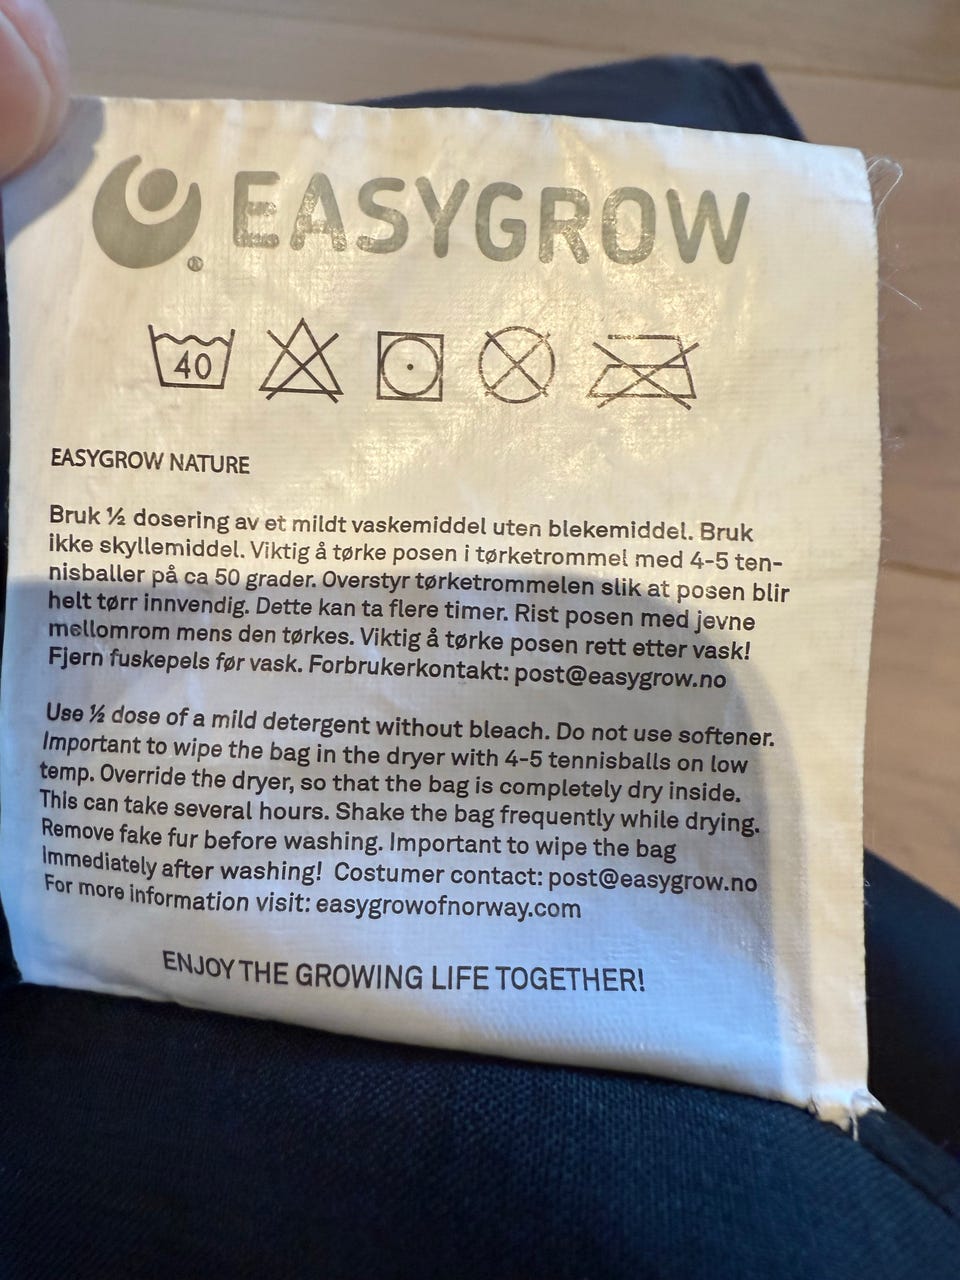 EASYGROW
®
40
EASYGROW NATURE
Bruk ½ dosering av et mildt vaskemiddel uten blekemiddel. Bruk
ikke skyllemiddel. Viktig å tørke posen i tørketrommel med 4-5 ten-
nisballer på ca 50 grader. Overstyr tørketrommelen slik at posen blir
helt tørr innvendig. Dette kan ta flere timer. Rist posen med jevne
mellomrom mens den tørkes. Viktig å tørke posen rett etter vask!
Fjern fuskepels før vask. Forbrukerkontakt: post@easygrow.no
Use ½ dose of a mild detergent without bleach. Do not use softener.
Important to wipe the bag in the dryer with 4-5 tennisballs on low
temp. Override the dryer, so that the bag is completely dry inside.
This can take several hours. Shake the bag frequently while drying.
Remove fake fur before washing. Important to wipe the bag
Immediately after washing! Costumer contact: post@easygrow.no
For more information visit: easygrowofnorway.com
ENJOY THE GROWING LIFE TOGETHER!